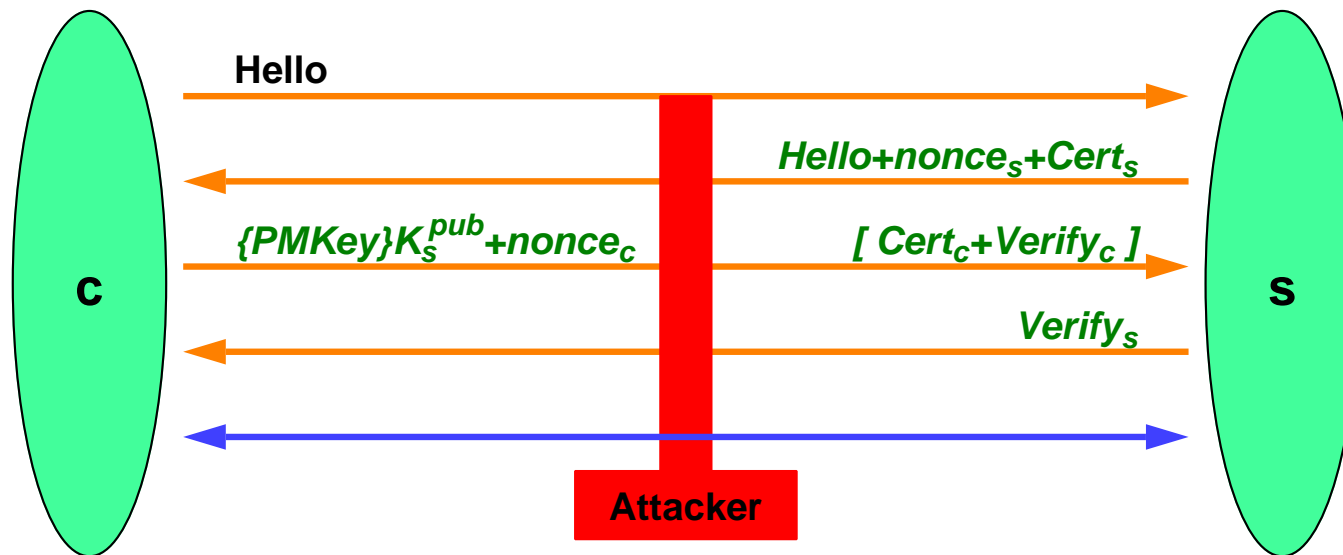 Hello
Hello+nonce_s+Cert_s
{PMKey}K_s^pub+nonce_c [ Cert_c+Verify_c ]
c s
Verify_s
Attacker